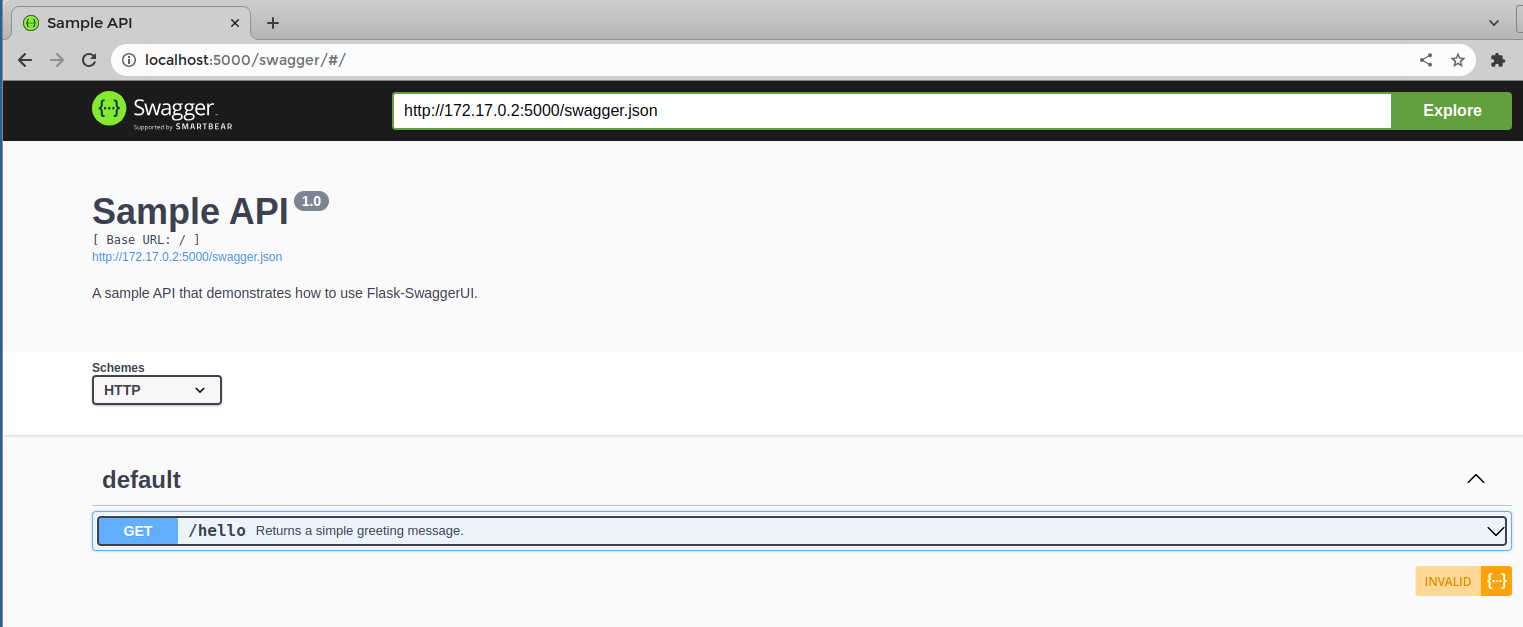 Sample API
localhost:5000/swagger/#/
{···} Swagger.
Supported by SMARTBEAR
http://172.17.0.2:5000/swagger.json
Explore
Sample API 1.0
[ Base URL: / ]
http://172.17.0.2:5000/swagger.json
A sample API that demonstrates how to use Flask-SwaggerUI.
Schemes
HTTP
default
GET /hello Returns a simple greeting message.
INVALID {···}